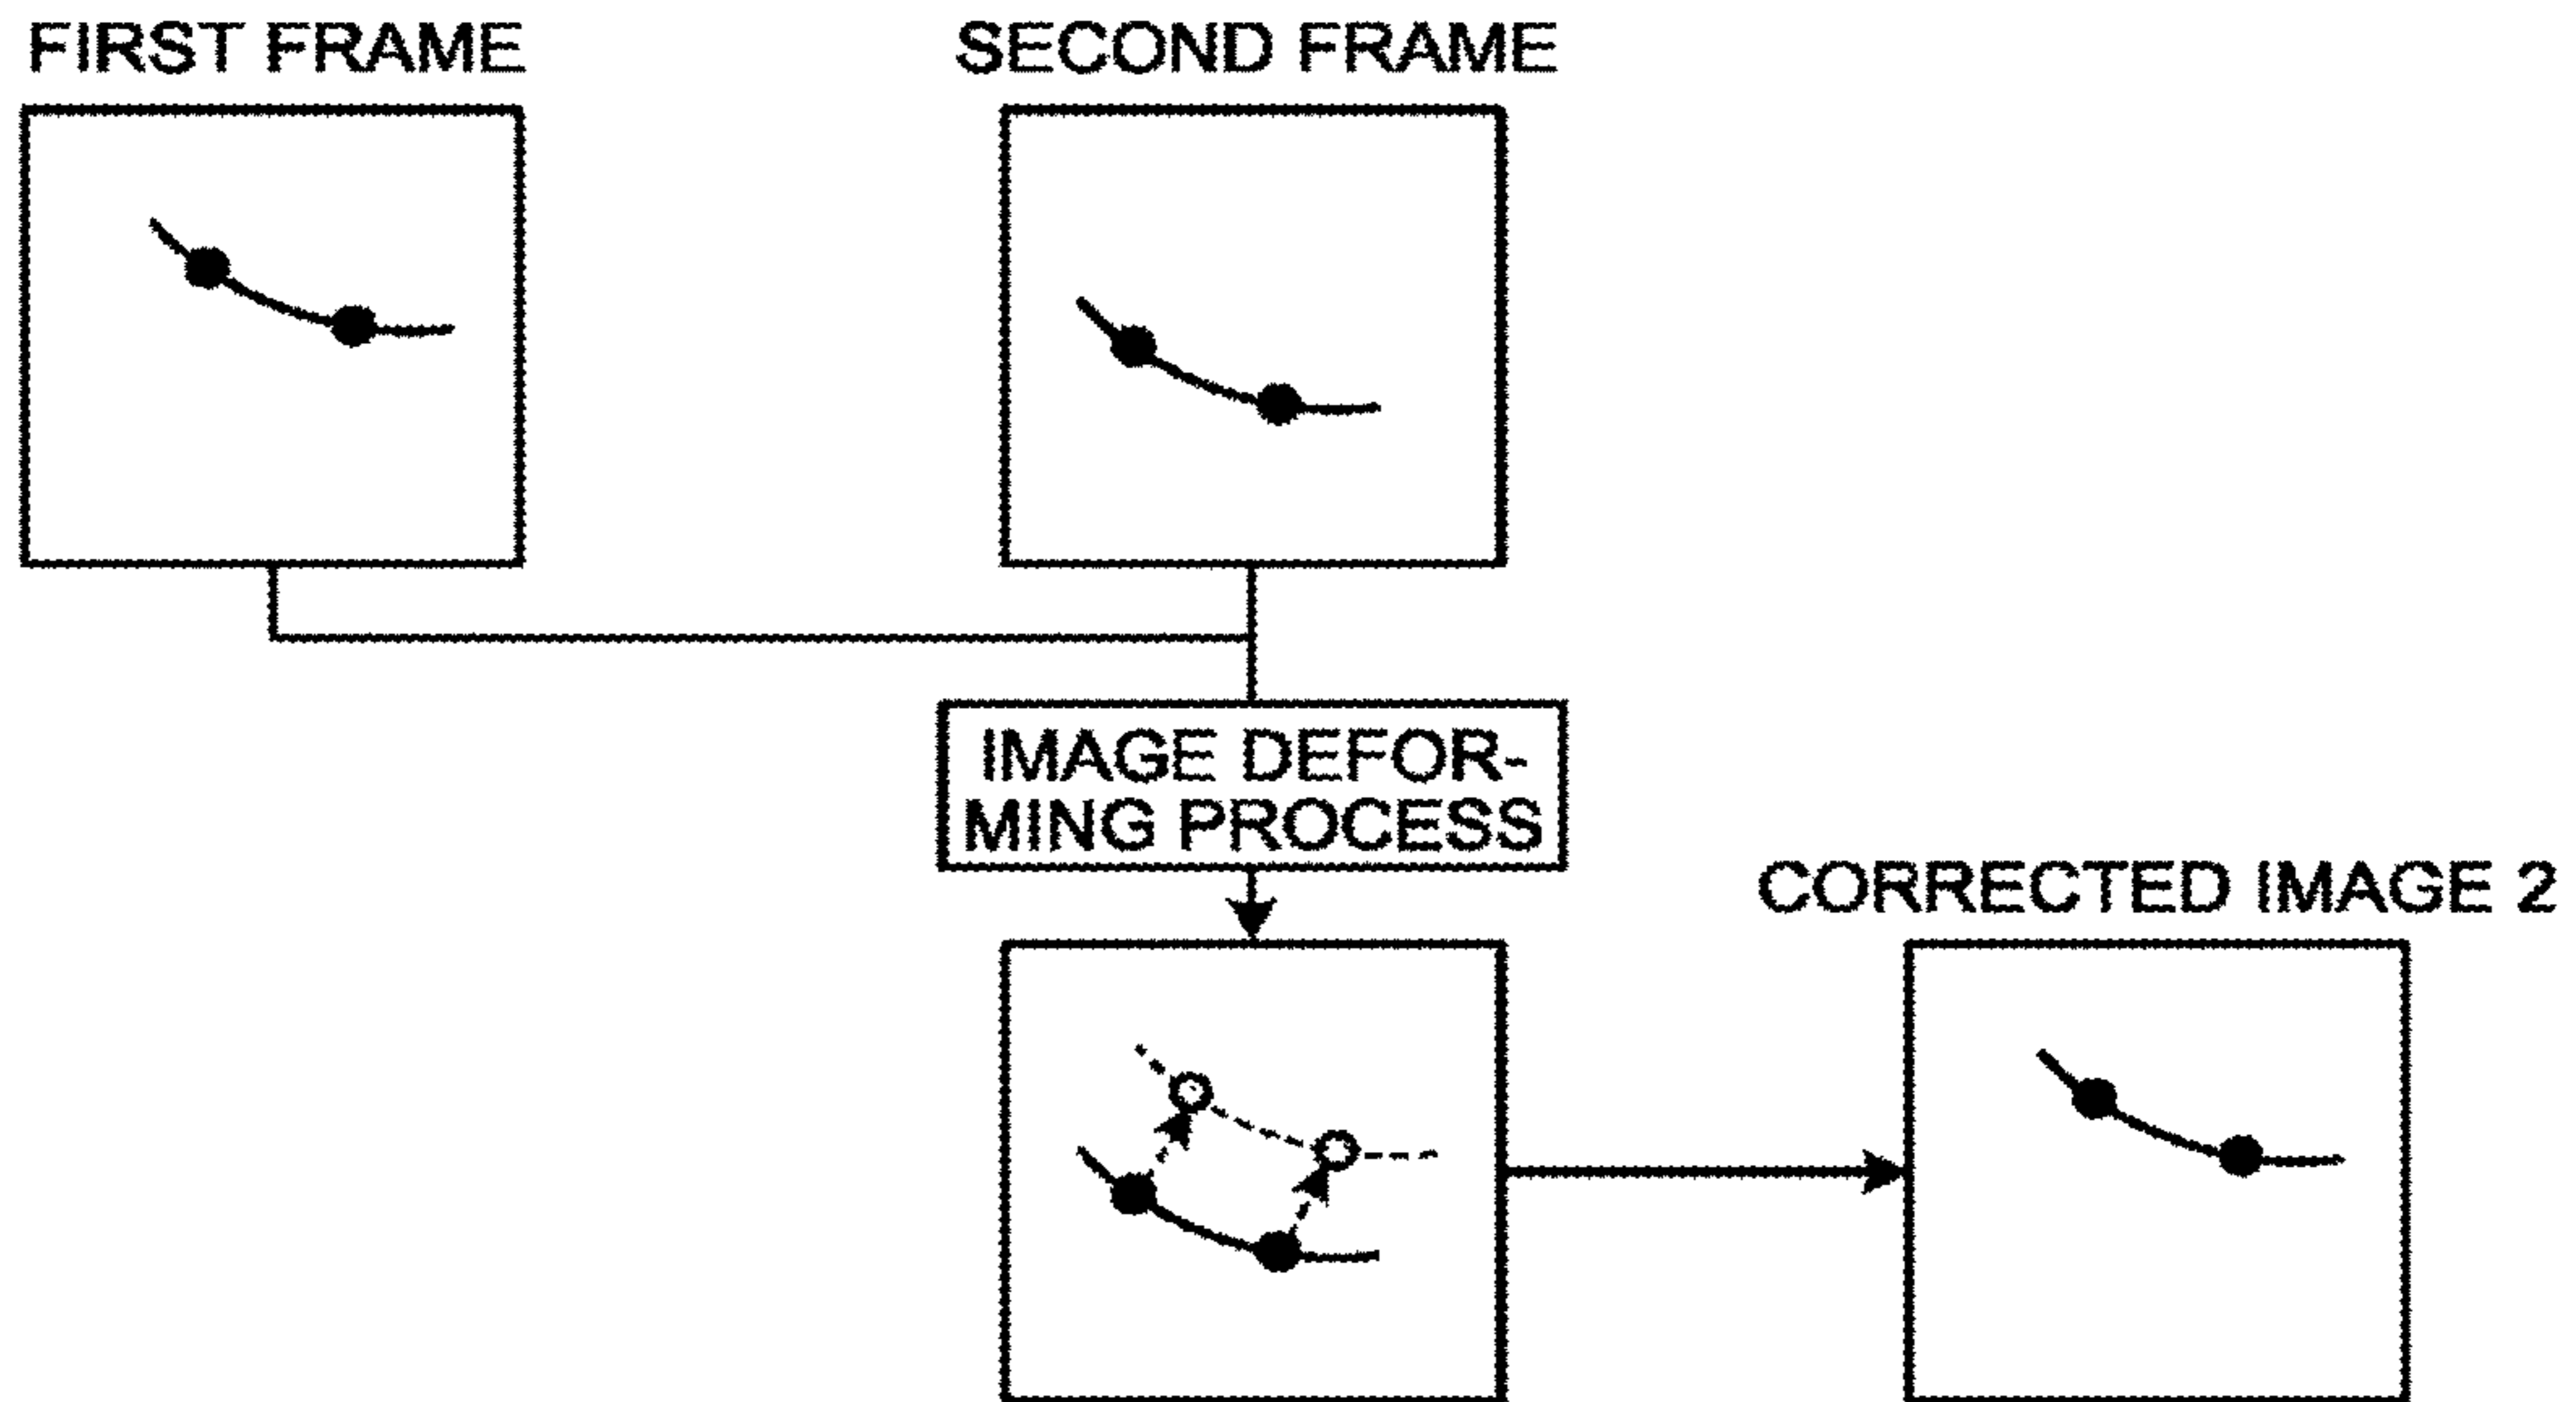 FIRST FRAME
SECOND FRAME
IMAGE DEFOR-
MING PROCESS
CORRECTED IMAGE 2